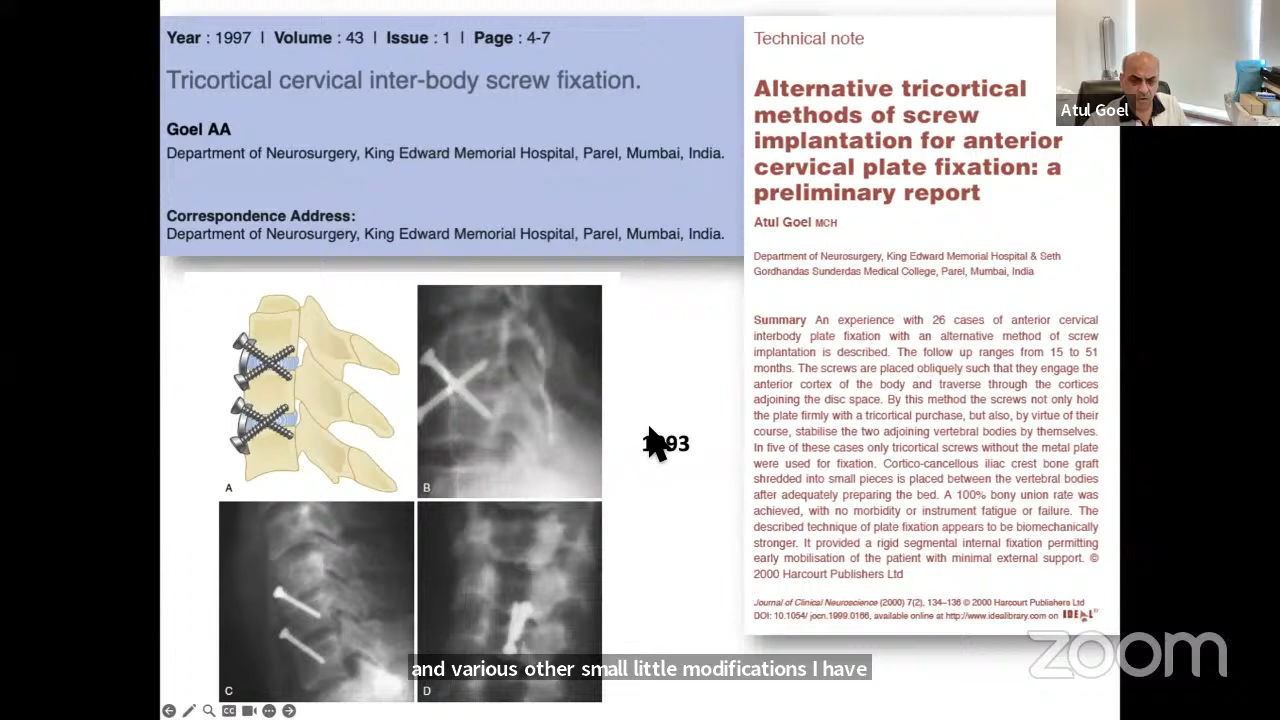 Year : 1997 | Volume : 43 | Issue : 1 | Page : 4-7
Tricortical cervical inter-body screw fixation.
Goel AA
Department of Neurosurgery, King Edward Memorial Hospital, Parel, Mumbai, India.
Correspondence Address:
Department of Neurosurgery, King Edward Memorial Hospital, Parel, Mumbai, India.
A
B
C
D
Technical note
Alternative tricortical
methods of screw
implantation for anterior
cervical plate fixation: a
preliminary report
Atul Goel MCH
Department of Neurosurgery, King Edward Memorial Hospital & Seth
Gordhandas Sunderdas Medical College, Parel, Mumbai, India
Summary An experience with 26 cases of anterior cervical
interbody plate fixation with an alternative method of screw
implantation is described. The follow up ranges from 15 to 51
months. The screws are placed obliquely such that they engage the
anterior cortex of the body and traverse through the cortices
adjoining the disc space. By this method the screws not only hold
the plate firmly with a tricortical purchase, but also, by virtue of their
course, stabilise the two adjoining vertebral bodies by themselves.
In five of these cases only tricortical screws without the metal plate
were used for fixation. Cortico-cancellous iliac crest bone graft
shredded into small pieces is placed between the vertebral bodies
after adequately preparing the bed. A 100% bony union rate was
achieved, with no morbidity or instrument fatigue or failure. The
described technique of plate fixation appears to be biomechanically
stronger. It provided a rigid segmental internal fixation permitting
early mobilisation of the patient with minimal external support. ©
2000 Harcourt Publishers Ltd
Journal of Clinical Neuroscience (2000) 7(2), 134–136 © 2000 Harcourt Publishers Ltd
DOI: 10.1054/ jocn.1999.0166, available online at http://www.idealibrary.com on IDEAL
Atul Goel
and various other small little modifications I have
CC
zoom